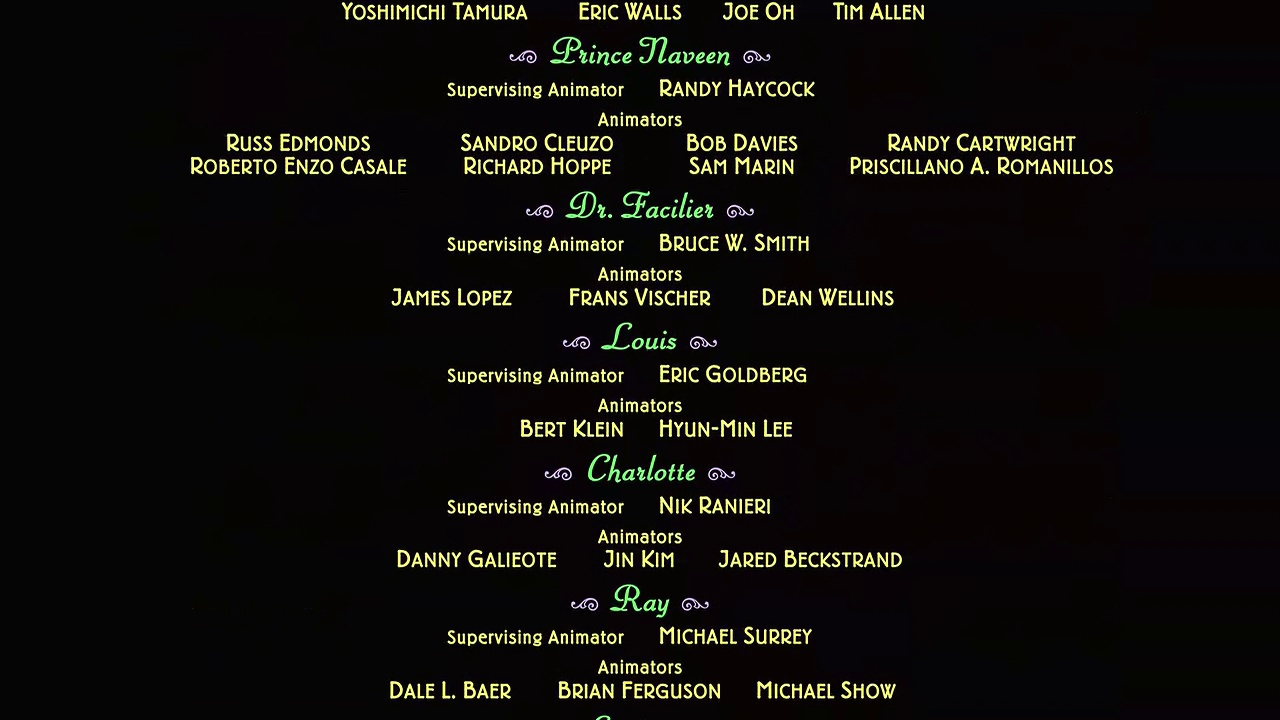 YOSHIMICHI TAMURA ERIC WALLS JOE OH TIM ALLEN
Prince Naveen
Supervising Animator RANDY HAYCOCK
Animators
RUSS EDMONDS SANDRO CLEUZO BOB DAVIES RANDY CARTWRIGHT
ROBERTO ENZO CASALE RICHARD HOPPE SAM MARIN PRISCILLANO A. ROMANILLOS
Dr. Facilier
Supervising Animator BRUCE W. SMITH
Animators
JAMES LOPEZ FRANS VISCHER DEAN WELLINS
Louis
Supervising Animator ERIC GOLDBERG
Animators
BERT KLEIN HYUN-MIN LEE
Charlotte
Supervising Animator NIK RANIERI
Animators
DANNY GALIEOTE JIN KIM JARED BECKSTRAND
Ray
Supervising Animator MICHAEL SURREY
Animators
DALE L. BAER BRIAN FERGUSON MICHAEL SHOW